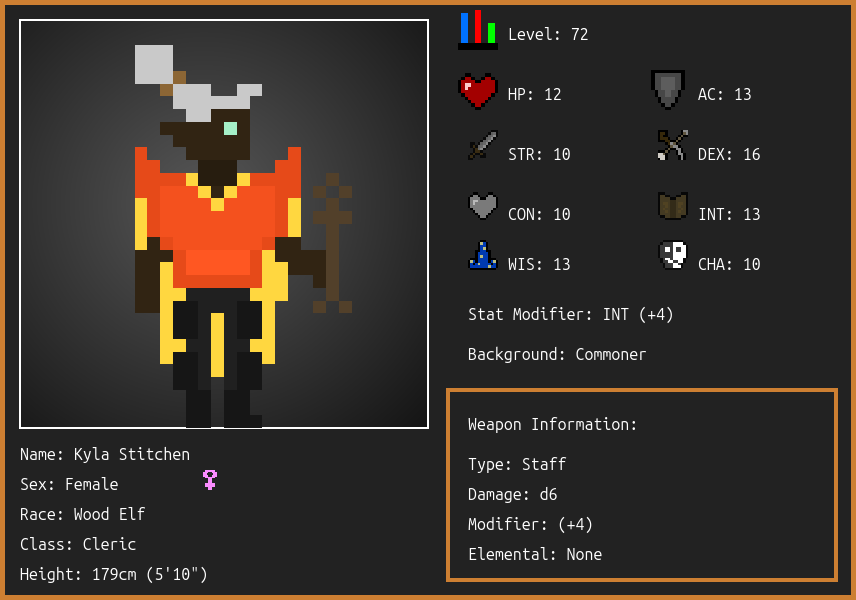 Level: 72
HP: 12
AC: 13
STR: 10
DEX: 16
CON: 10
INT: 13
WIS: 13
CHA: 10
Stat Modifier: INT (+4)
Background: Commoner
Weapon Information:
Type: Staff
Damage: d6
Modifier: (+4)
Elemental: None
Name: Kyla Stitchen
Sex: Female
Race: Wood Elf
Class: Cleric
Height: 179cm (5'10")